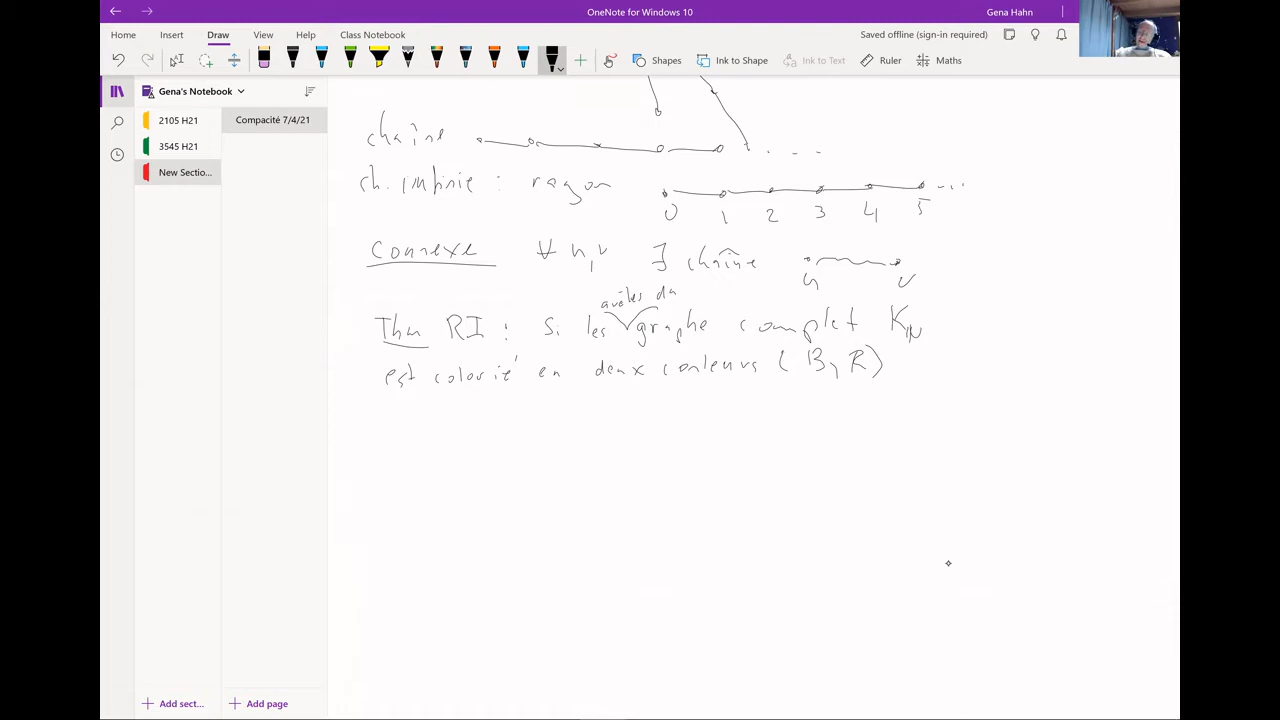 OneNote for Windows 10
Gena Hahn
Home Insert Draw View Help Class Notebook
Saved offline (sign-in required)
Shapes Ink to Shape Ink to Text Ruler Maths
Gena's Notebook
2105 H21
3545 H21
New Sectio...
Compacité 7/4/21
chaîne . . . .
ch. infinie : rayon
0 1 2 3 4 5 ...
Connexe ∀ u, v ∃ chaîne
u v
arêtes du
Thm RI : Si les graphe complet K_ℕ
est colorié en deux couleurs ( B, R )
Add sect...
Add page